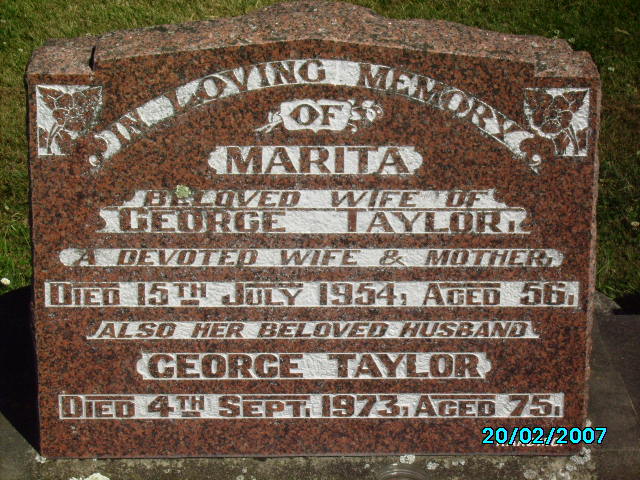 IN LOVING MEMORY
OF
MARITA
BELOVED WIFE OF
GEORGE TAYLOR,
A DEVOTED WIFE & MOTHER,
DIED 15TH JULY 1954, AGED 56,
ALSO HER BELOVED HUSBAND
GEORGE TAYLOR
DIED 4TH SEPT. 1973, AGED 75.
20/02/2007